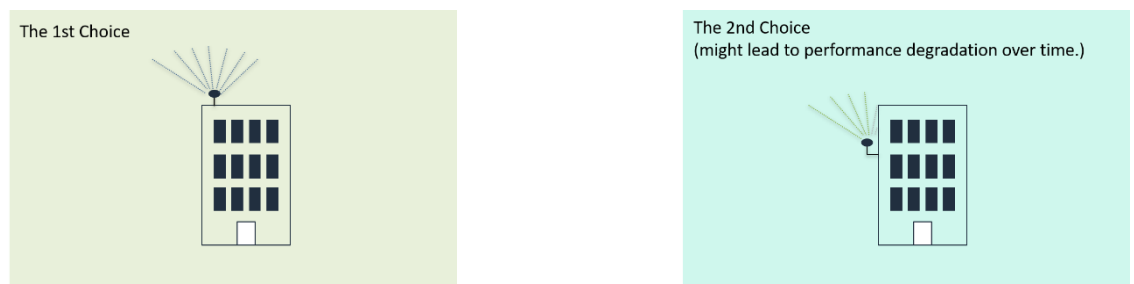 The 1st Choice
The 2nd Choice
(might lead to performance degradation over time.)